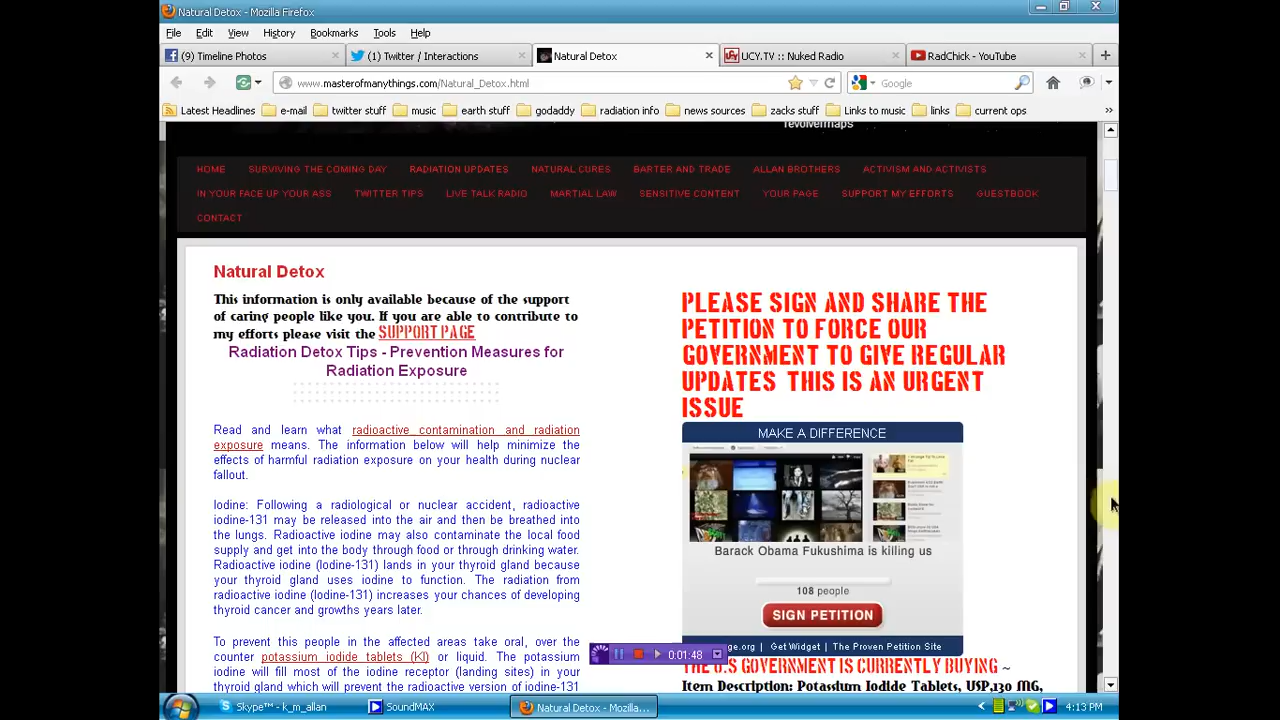 Natural Detox - Mozilla Firefox
File Edit View History Bookmarks Tools Help
(9) Timeline Photos
(1) Twitter / Interactions
Natural Detox
UCY.TV :: Nuked Radio
RadChick - YouTube
www.masterofmanythings.com/Natural_Detox.html
Google
Latest Headlines e-mail twitter stuff music earth stuff godaddy radiation info news sources zacks stuff Links to music links current ops
revolvermaps
HOME SURVIVING THE COMING DAY RADIATION UPDATES NATURAL CURES BARTER AND TRADE ALLAN BROTHERS ACTIVISM AND ACTIVISTS
IN YOUR FACE UP YOUR ASS TWITTER TIPS LIVE TALK RADIO MARTIAL LAW SENSITIVE CONTENT YOUR PAGE SUPPORT MY EFFORTS GUESTBOOK
CONTACT
Natural Detox
This information is only available because of the support
of caring people like you. If you are able to contribute to
my efforts please visit the SUPPORT PAGE
Radiation Detox Tips - Prevention Measures for
Radiation Exposure
Read and learn what radioactive contamination and radiation
exposure means. The information below will help minimize the
effects of harmful radiation exposure on your health during nuclear
fallout.
Iodine: Following a radiological or nuclear accident, radioactive
iodine-131 may be released into the air and then be breathed into
the lungs. Radioactive iodine may also contaminate the local food
supply and get into the body through food or through drinking water.
Radioactive iodine (Iodine-131) lands in your thyroid gland because
your thyroid gland uses iodine to function. The radiation from
radioactive iodine (Iodine-131) increases your chances of developing
thyroid cancer and growths years later.
To prevent this people in the affected areas take oral, over the
counter potassium iodide tablets (KI) or liquid. The potassium
iodine will fill most of the iodine receptor (landing sites) in your
thyroid gland which will prevent the radioactive version of iodine-131
PLEASE SIGN AND SHARE THE
PETITION TO FORCE OUR
GOVERNMENT TO GIVE REGULAR
UPDATES THIS IS AN URGENT
ISSUE
MAKE A DIFFERENCE
Barack Obama Fukushima is killing us
108 people
SIGN PETITION
ge.org | Get Widget | The Proven Petition Site
THE U.S GOVERNMENT IS CURRENTLY BUYING ~
Item Description: Potassium Iodide Tablets, USP,130 MG,
0:01:48
Skype™ - k_m_allan
SoundMAX
Natural Detox - Mozilla...
4:13 PM